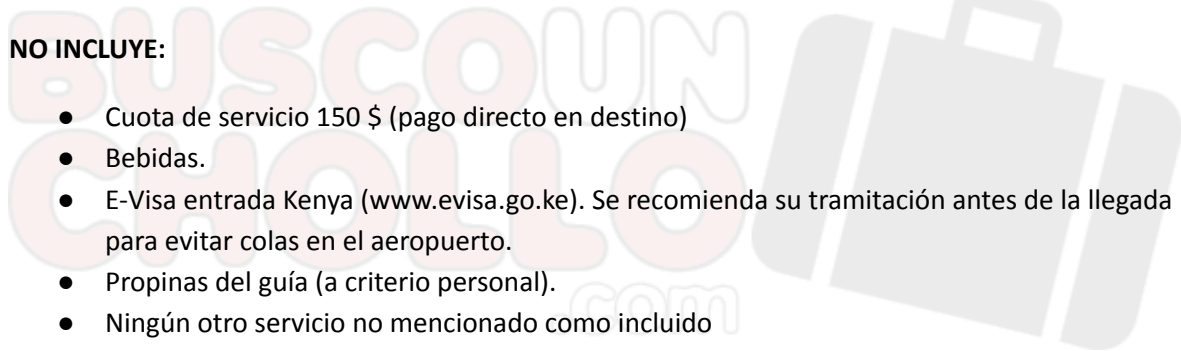 NO INCLUYE:
● Cuota de servicio 150 $ (pago directo en destino)
● Bebidas.
● E-Visa entrada Kenya (www.evisa.go.ke). Se recomienda su tramitación antes de la llegada
para evitar colas en el aeropuerto.
● Propinas del guía (a criterio personal).
● Ningún otro servicio no mencionado como incluido
BUSCOUN
CHOLLO
.com